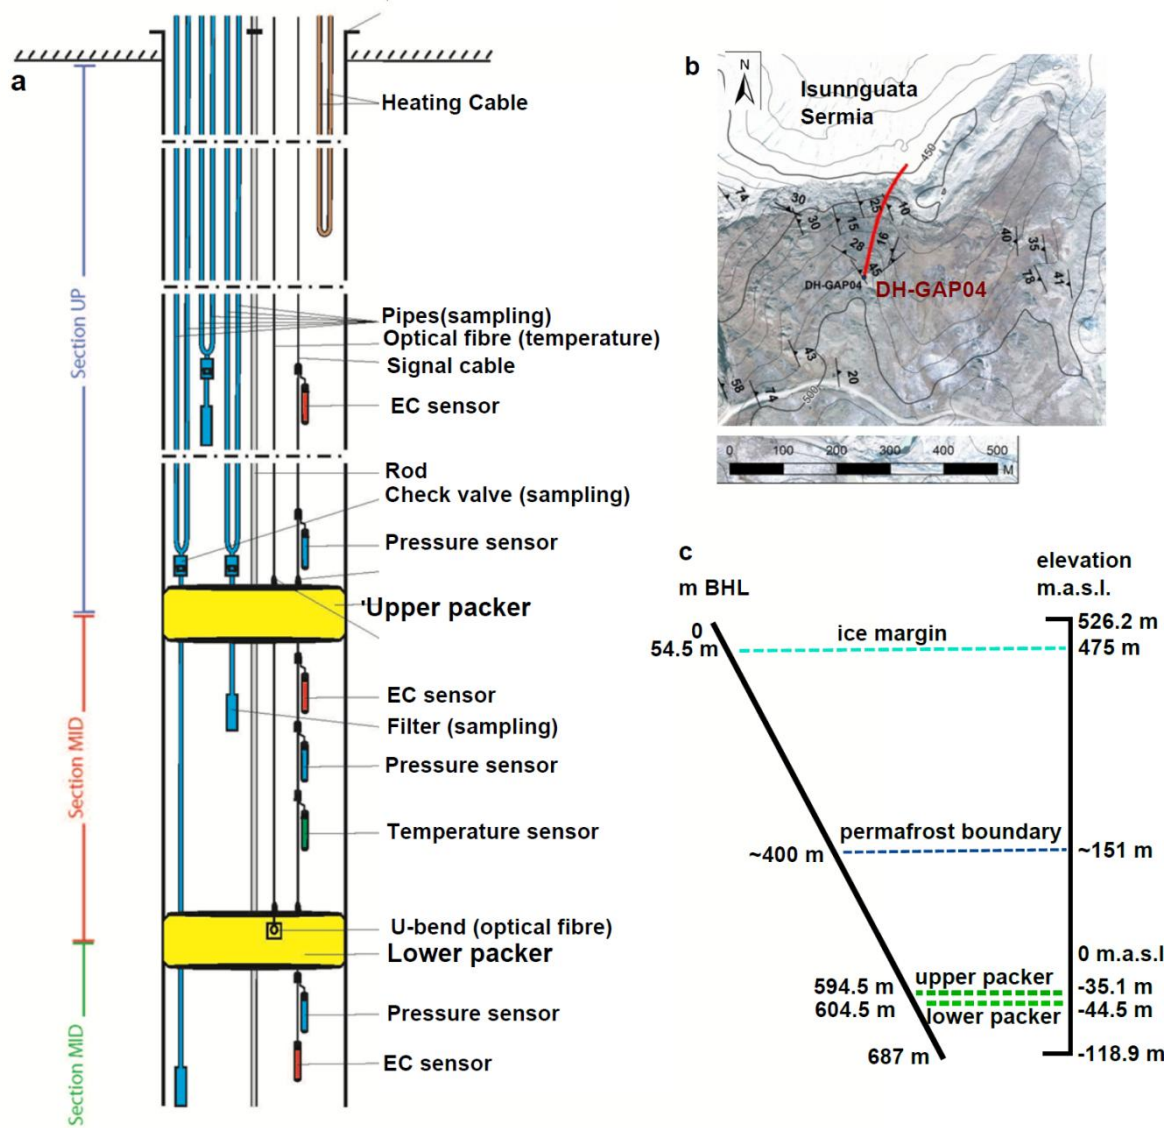 a
Heating Cable
Section UP
Pipes(sampling)
Optical fibre (temperature)
Signal cable
EC sensor
Rod
Check valve (sampling)
Pressure sensor
'Upper packer
Section MID
EC sensor
Filter (sampling)
Pressure sensor
Temperature sensor
U-bend (optical fibre)
Lower packer
Section MID
Pressure sensor
EC sensor
b
N
Isunnguata
Sermia
450
74
30
30
15
25
10
28
16
45
40
35
78
41
DH-GAP04
DH-GAP04
43
20
58
74
500
0 100 200 300 400 500
M
c
m BHL
elevation
m.a.s.l.
0
526.2 m
54.5 m
ice margin
475 m
~400 m
permafrost boundary
~151 m
0 m.a.s.l
594.5 m
upper packer
-35.1 m
604.5 m
lower packer
-44.5 m
687 m
-118.9 m